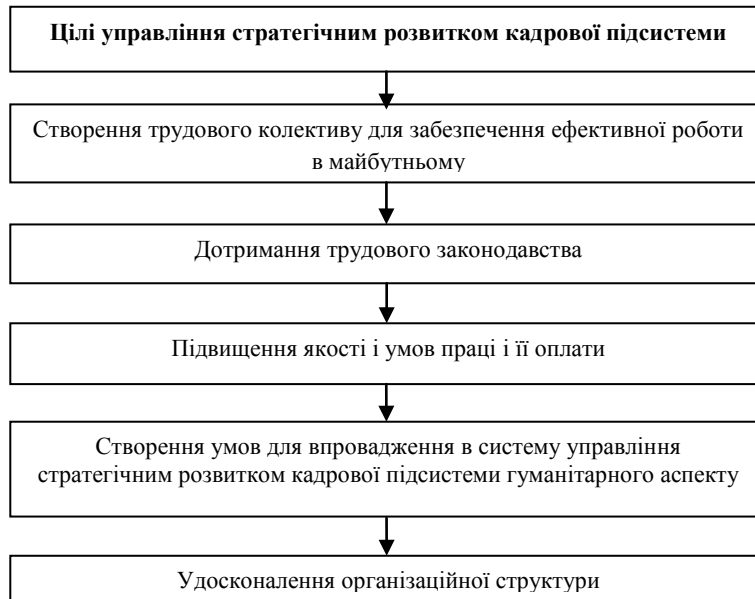 Цілі управління стратегічним розвитком кадрової підсистеми
Створення трудового колективу для забезпечення ефективної роботи
в майбутньому
Дотримання трудового законодавства
Підвищення якості і умов праці і її оплати
Створення умов для впровадження в систему управління
стратегічним розвитком кадрової підсистеми гуманітарного аспекту
Удосконалення організаційної структури